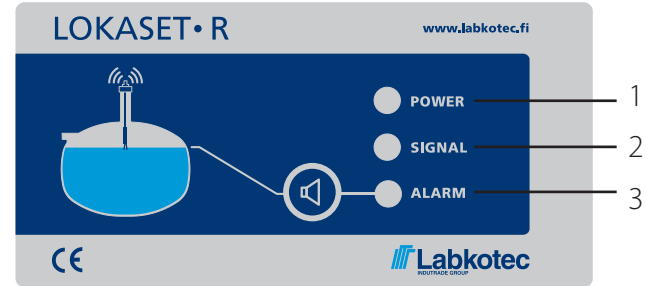 LOKASET • R
www.labkotec.fi
POWER 1
SIGNAL 2
ALARM 3
CE
Labkotec
INDUTRADE GROUP